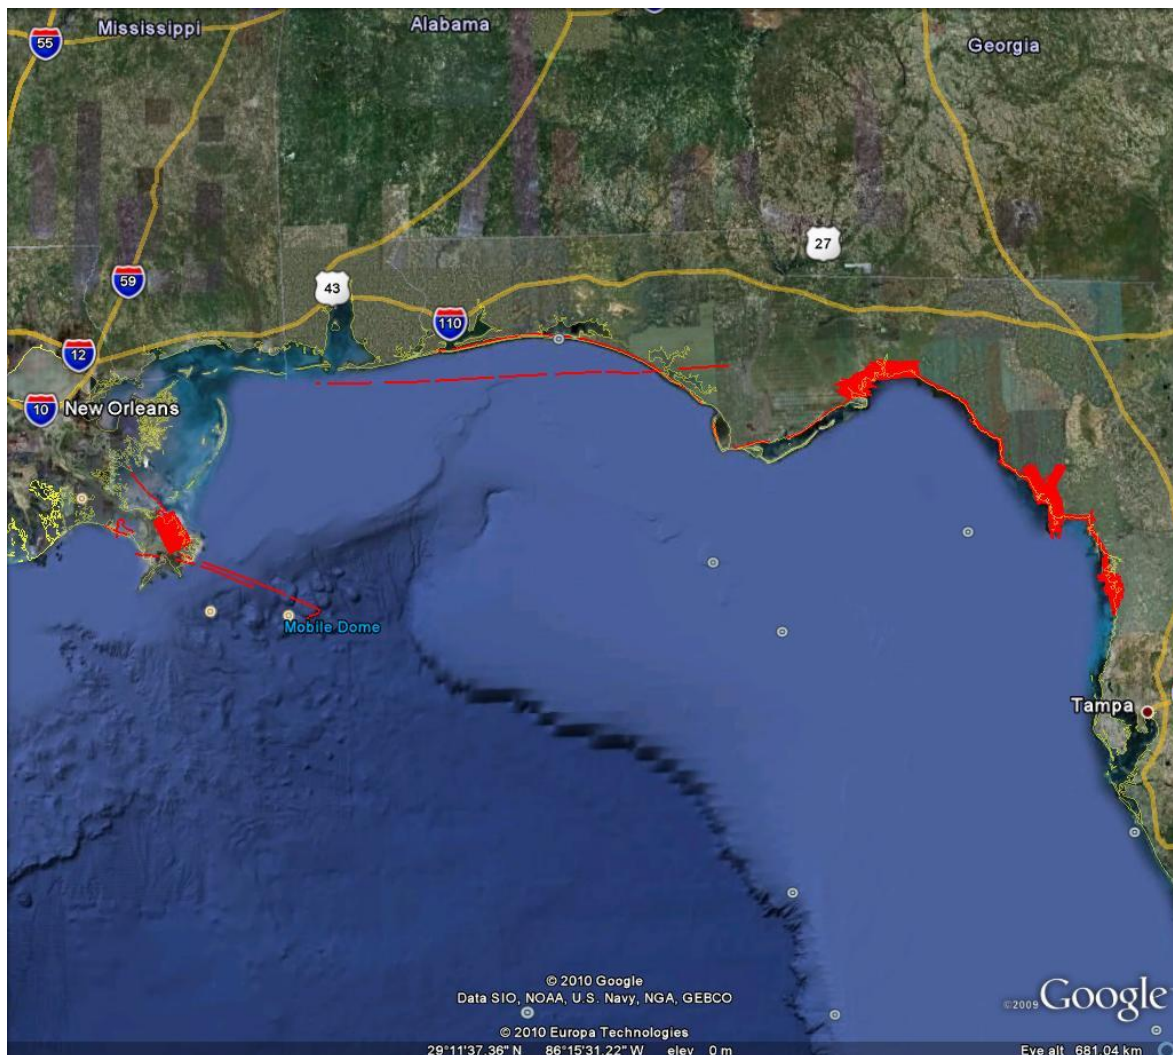 Mississippi
Alabama
Georgia
55
27
59
43
110
12
10
New Orleans
Mobile Dome
Tampa
© 2010 Google
Data SIO, NOAA, U.S. Navy, NGA, GEBCO
©2009 Google
© 2010 Europa Technologies
29°11'37.36" N 86°15'31.22" W elev 0 m Eye alt 681.04 km